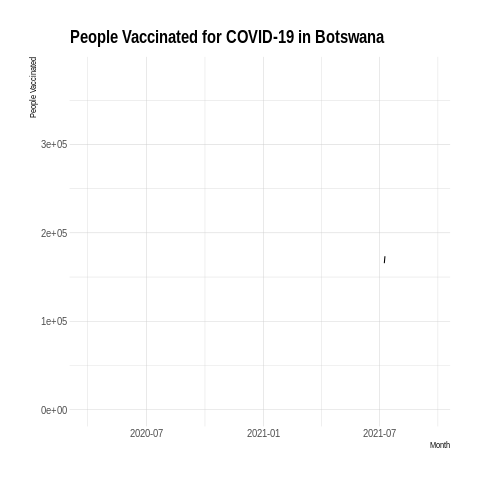 People Vaccinated for COVID-19 in Botswana
People Vaccinated
3e+05
2e+05
1e+05
0e+00
2020-07
2021-01
2021-07
Month